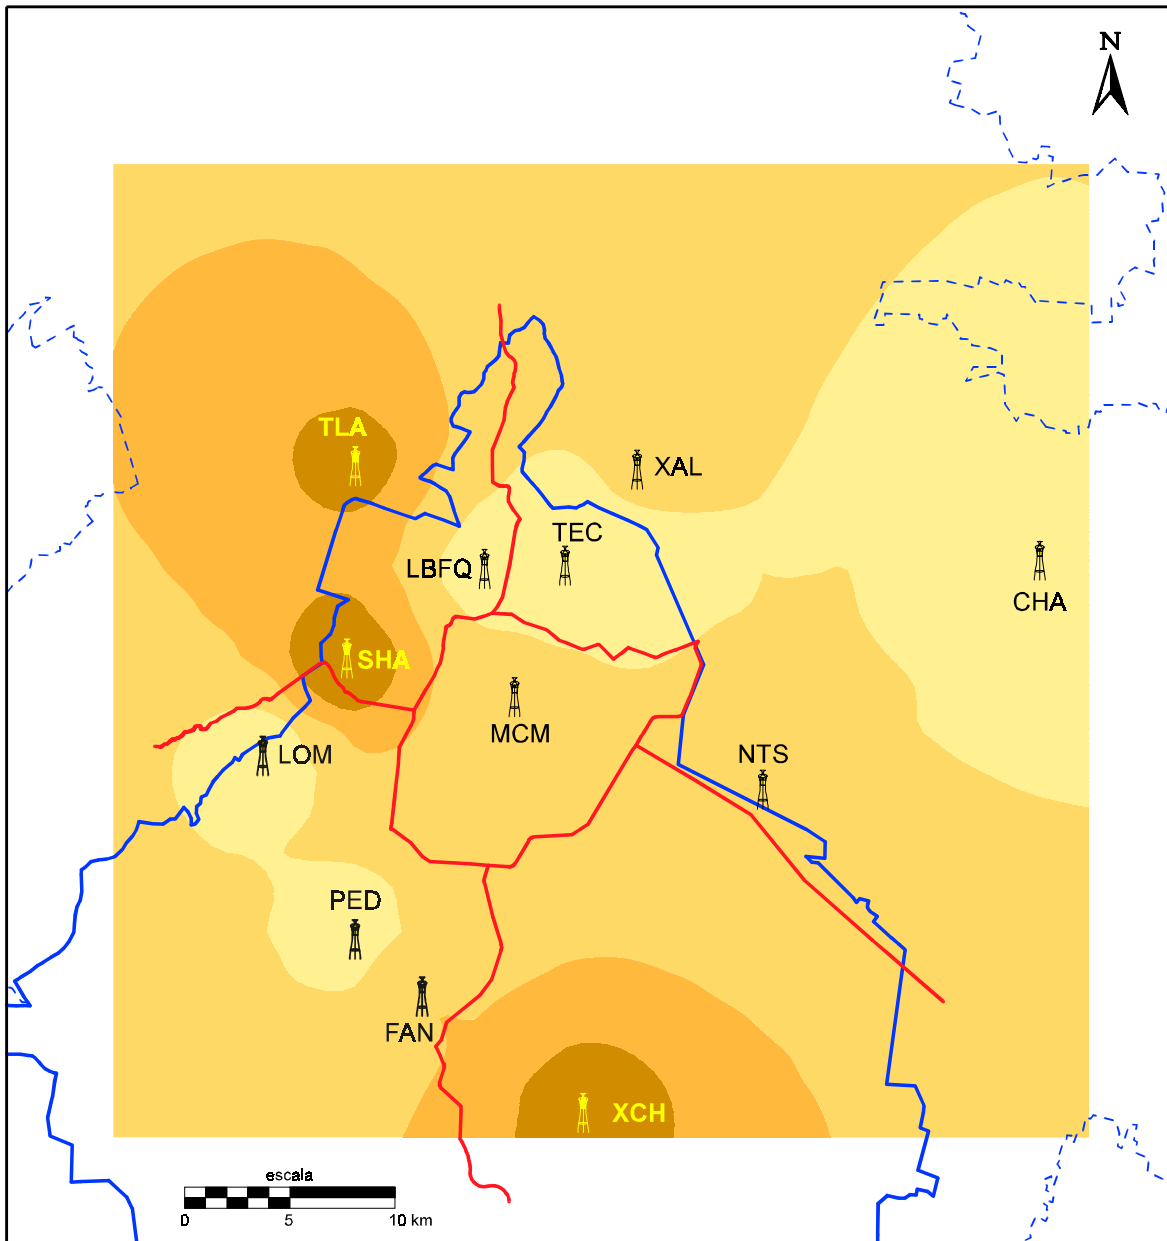 N
TLA
XAL
TEC
LBFQ
CHA
SHA
MCM
LOM
NTS
PED
FAN
XCH
escala
0 5 10 km